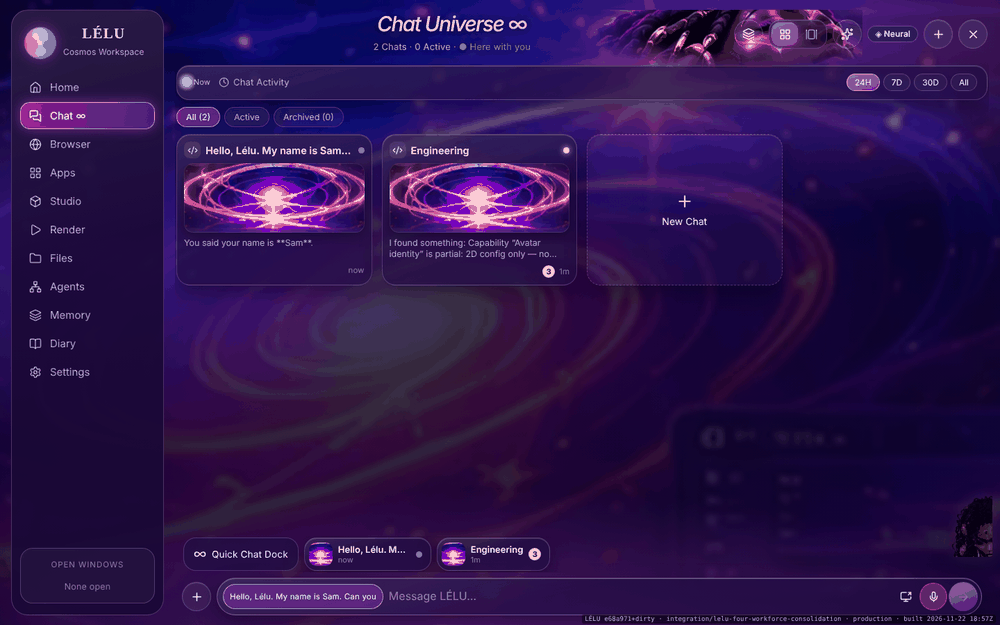 LÉLU
Cosmos Workspace
Home
Chat ∞
Browser
Apps
Studio
Render
Files
Agents
Memory
Diary
Settings
OPEN WINDOWS
None open
Chat Universe ∞
2 Chats · 0 Active · Here with you
Neural
Now
Chat Activity
24H
7D
30D
All
All (2)
Active
Archived (0)
Hello, Lélu. My name is Sam...
You said your name is **Sam**.
now
Engineering
I found something: Capability "Avatar
identity" is partial: 2D config only — no...
3
1m
New Chat
∞ Quick Chat Dock
Hello, Lélu. M...
now
Engineering
1m
3
Hello, Lélu. My name is Sam. Can you
Message LÉLU...
LÉLU e68a971+dirty · integration/lelu-four-workforce-consolidation · production · built 2026-11-22 18:57Z